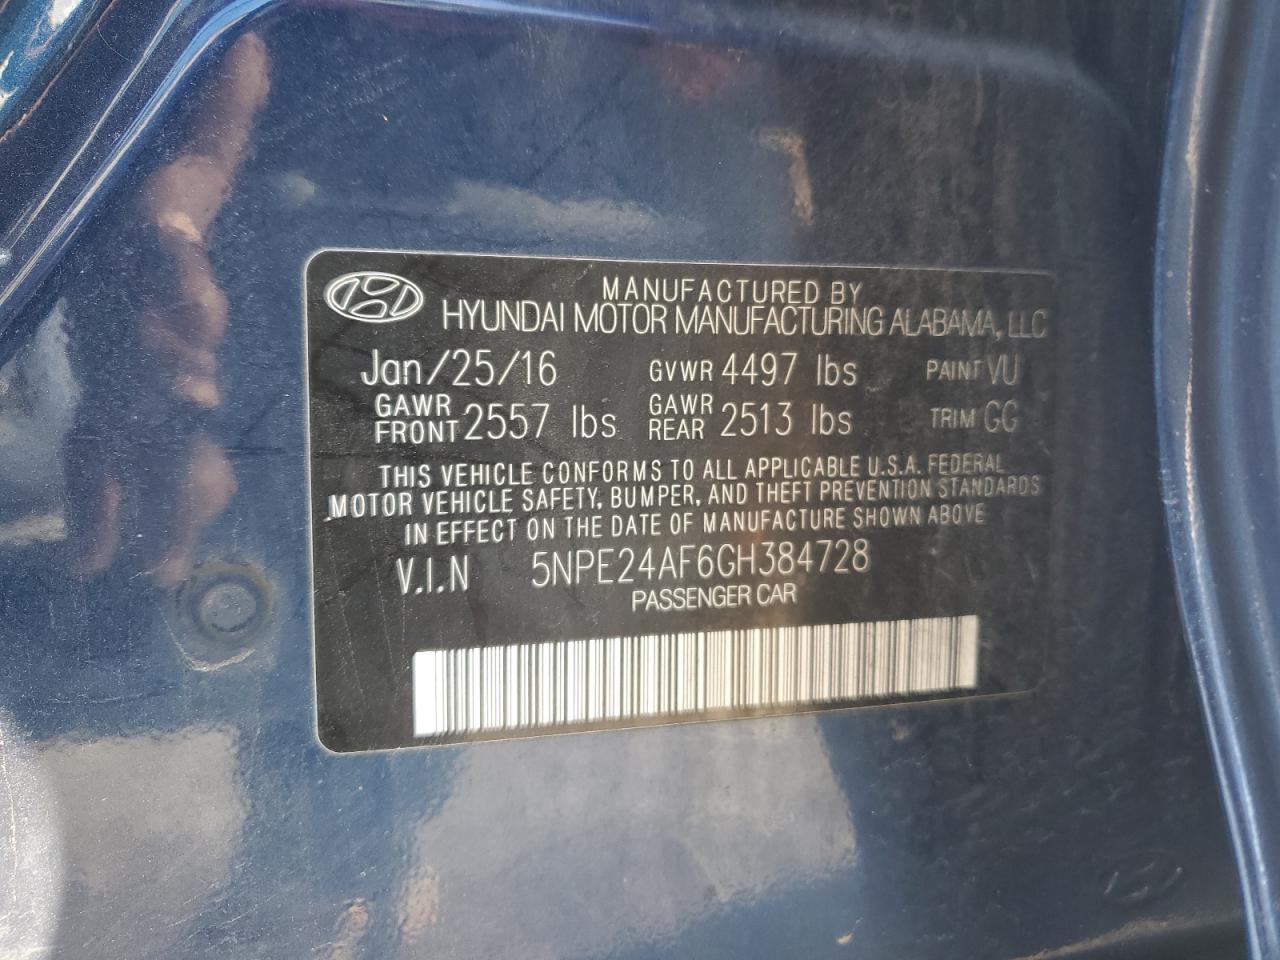 MANUFACTURED BY
HYUNDAI MOTOR MANUFACTURING ALABAMA, LLC
Jan/25/16 GVWR 4497 lbs PAINT VU
GAWR FRONT 2557 lbs GAWR REAR 2513 lbs TRIM GG
THIS VEHICLE CONFORMS TO ALL APPLICABLE U.S.A. FEDERAL
MOTOR VEHICLE SAFETY, BUMPER, AND THEFT PREVENTION STANDARDS
IN EFFECT ON THE DATE OF MANUFACTURE SHOWN ABOVE
V.I.N 5NPE24AF6GH384728
PASSENGER CAR